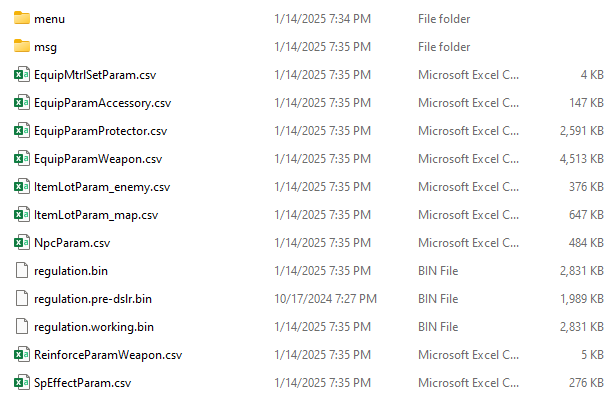 menu 1/14/2025 7:34 PM File folder
msg 1/14/2025 7:35 PM File folder
EquipMtrlSetParam.csv 1/14/2025 7:35 PM Microsoft Excel C... 4 KB
EquipParamAccessory.csv 1/14/2025 7:35 PM Microsoft Excel C... 147 KB
EquipParamProtector.csv 1/14/2025 7:35 PM Microsoft Excel C... 2,591 KB
EquipParamWeapon.csv 1/14/2025 7:35 PM Microsoft Excel C... 4,513 KB
ItemLotParam_enemy.csv 1/14/2025 7:35 PM Microsoft Excel C... 376 KB
ItemLotParam_map.csv 1/14/2025 7:35 PM Microsoft Excel C... 647 KB
NpcParam.csv 1/14/2025 7:35 PM Microsoft Excel C... 484 KB
regulation.bin 1/14/2025 7:35 PM BIN File 2,831 KB
regulation.pre-dslr.bin 10/17/2024 7:27 PM BIN File 1,989 KB
regulation.working.bin 1/14/2025 7:35 PM BIN File 2,831 KB
ReinforceParamWeapon.csv 1/14/2025 7:35 PM Microsoft Excel C... 5 KB
SpEffectParam.csv 1/14/2025 7:35 PM Microsoft Excel C... 276 KB